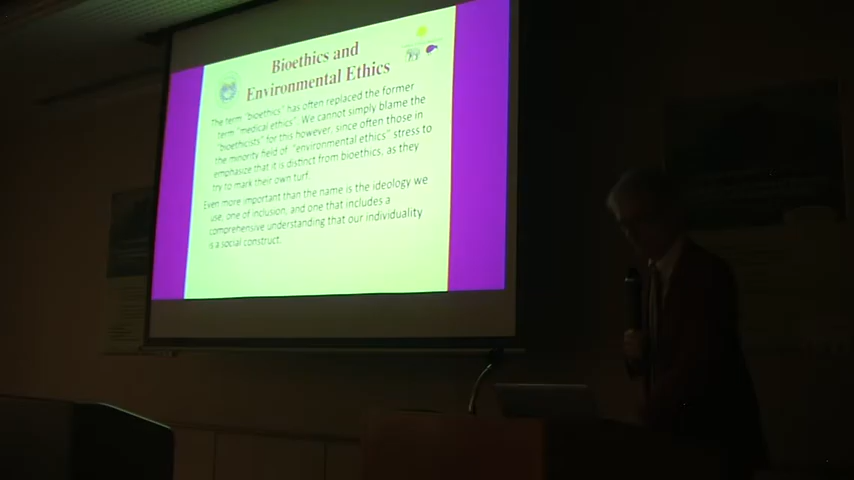 Bioethics and
Environmental Ethics
The term "bioethics" has often replaced the former
term "medical ethics". We cannot simply blame the
"bioethicists" for this however, since often those in
the minority field of "environmental ethics" stress to
emphasize that it is distinct from bioethics, as they
try to mark their own turf.
Even more important than the name is the ideology we
use, one of inclusion, and one that includes a
comprehensive understanding that our individuality
is a social construct.